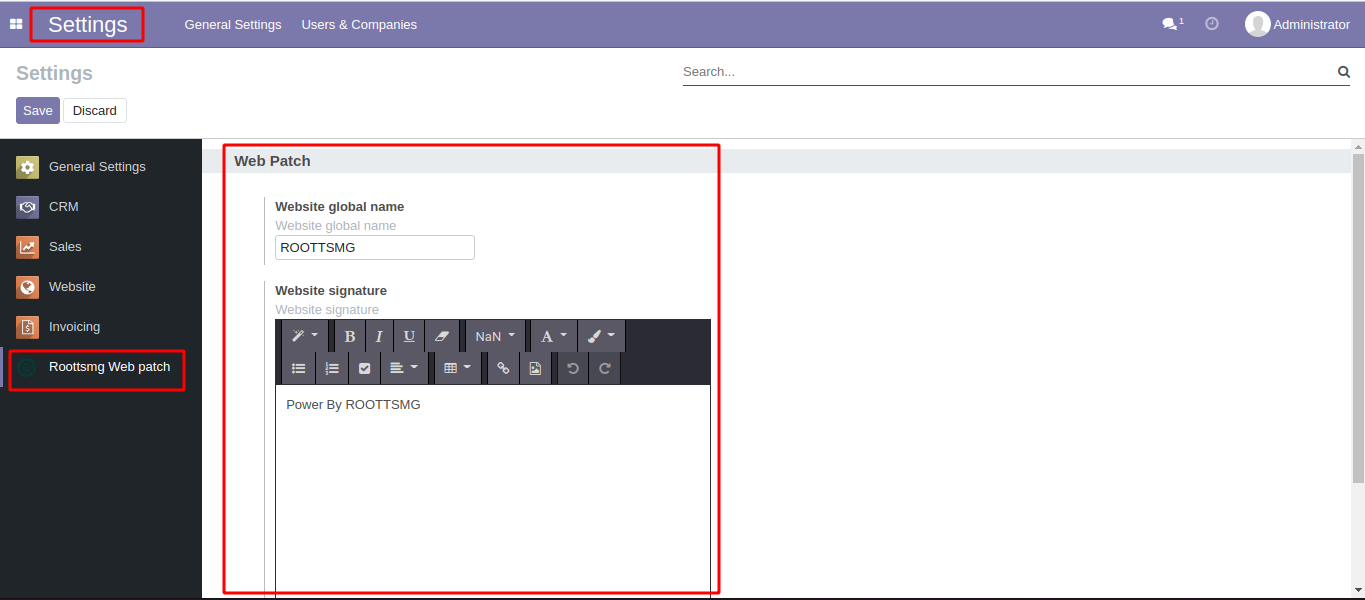 Settings General Settings Users & Companies 1 Administrator
Settings
Search...
Save Discard
General Settings
CRM
Sales
Website
Invoicing
Roottsmg Web patch
Web Patch
Website global name
Website global name
ROOTTSMG
Website signature
Website signature
B I U NaN A
Power By ROOTTSMG